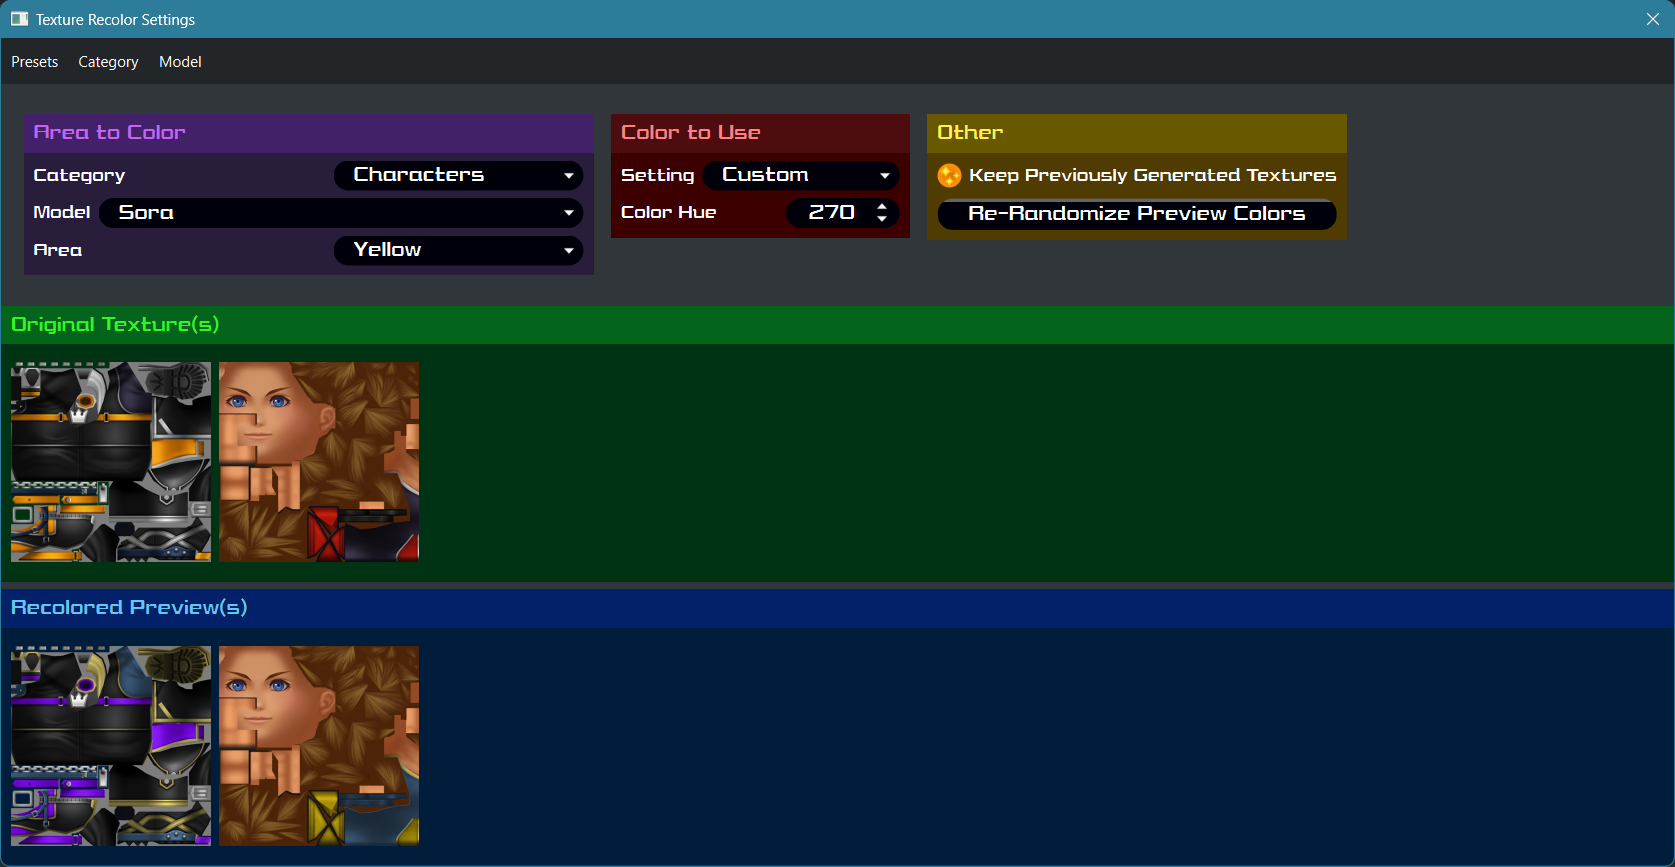 Texture Recolor Settings
Presets Category Model
Area to Color
Category Characters
Model Sora
Area Yellow
Color to Use
Setting Custom
Color Hue 270
Other
Keep Previously Generated Textures
Re-Randomize Preview Colors
Original Texture(s)
Recolored Preview(s)